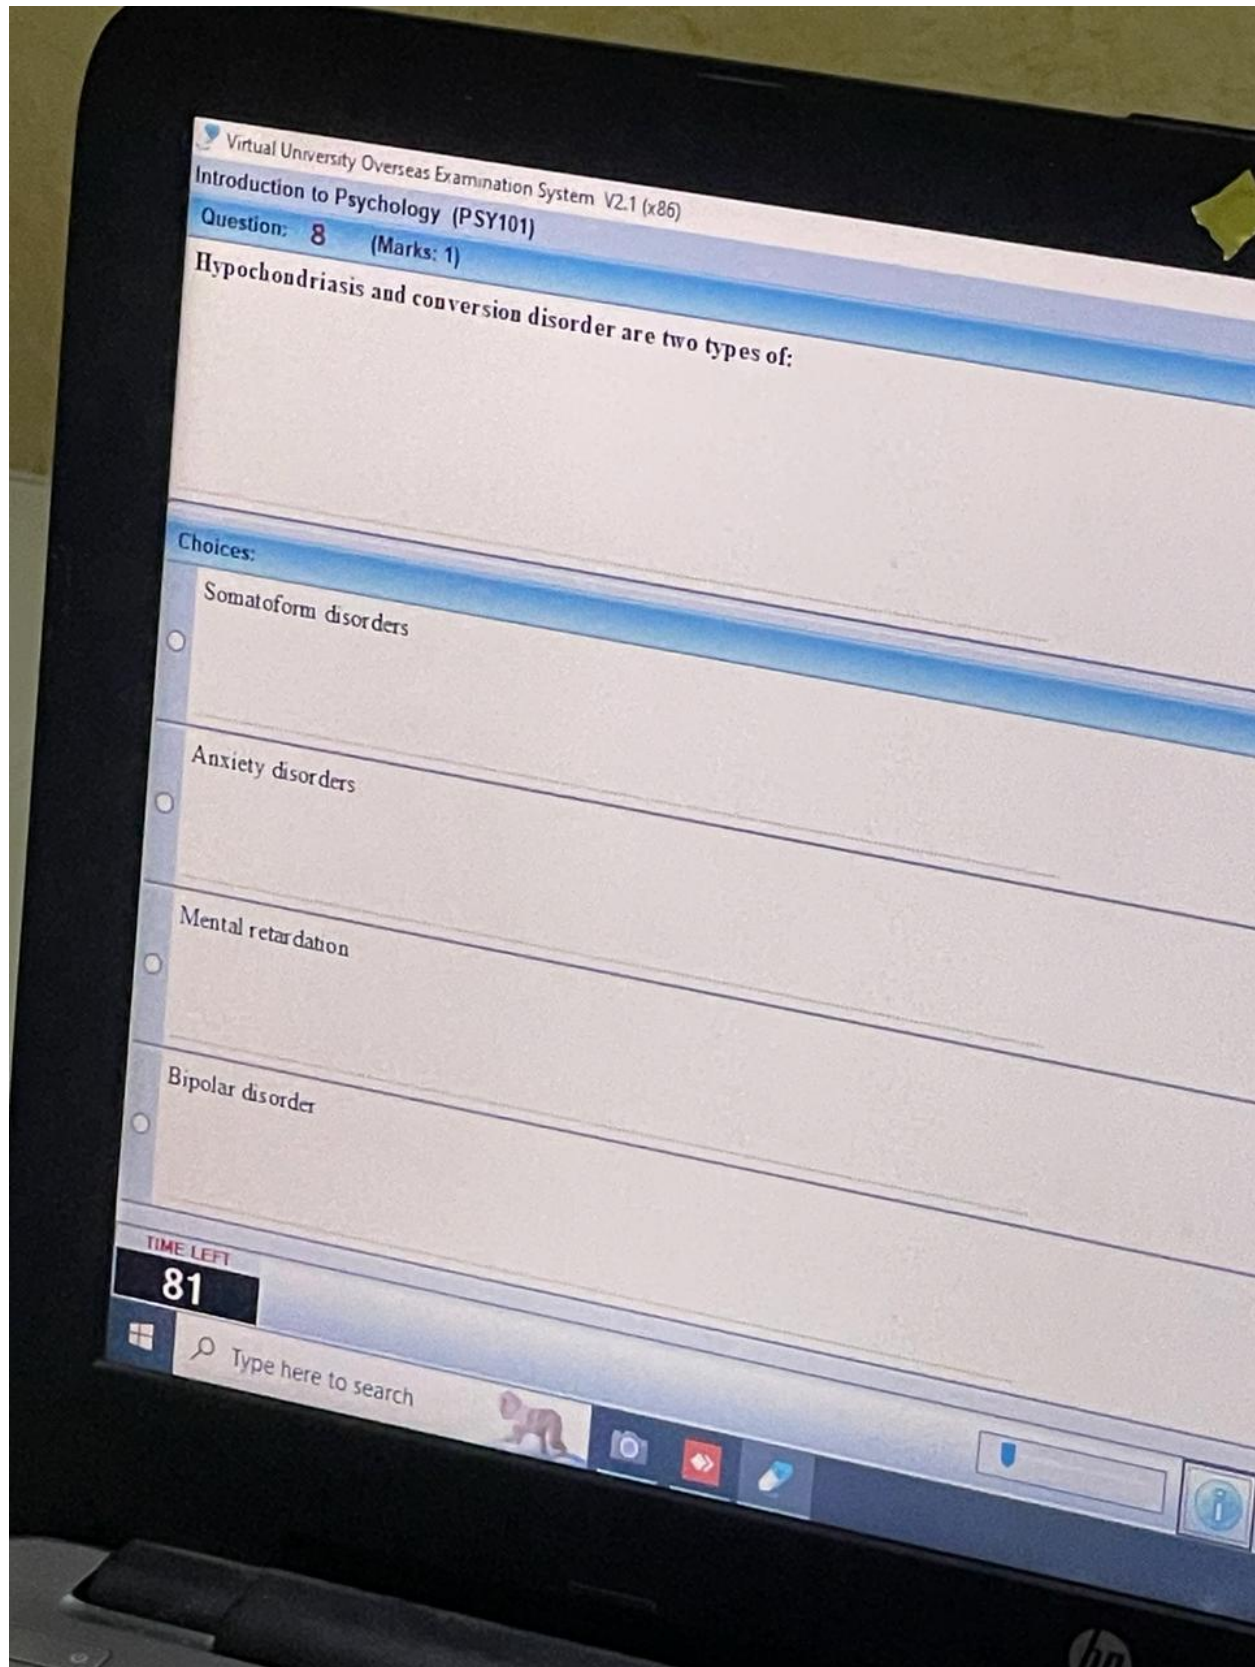 Virtual University Overseas Examination System V2.1 (x86)
Introduction to Psychology (PSY101)
Question: 8 (Marks: 1)
Hypochondriasis and conversion disorder are two types of:
Choices:
Somatoform disorders
Anxiety disorders
Mental retardation
Bipolar disorder
TIME LEFT
81
Type here to search
hp